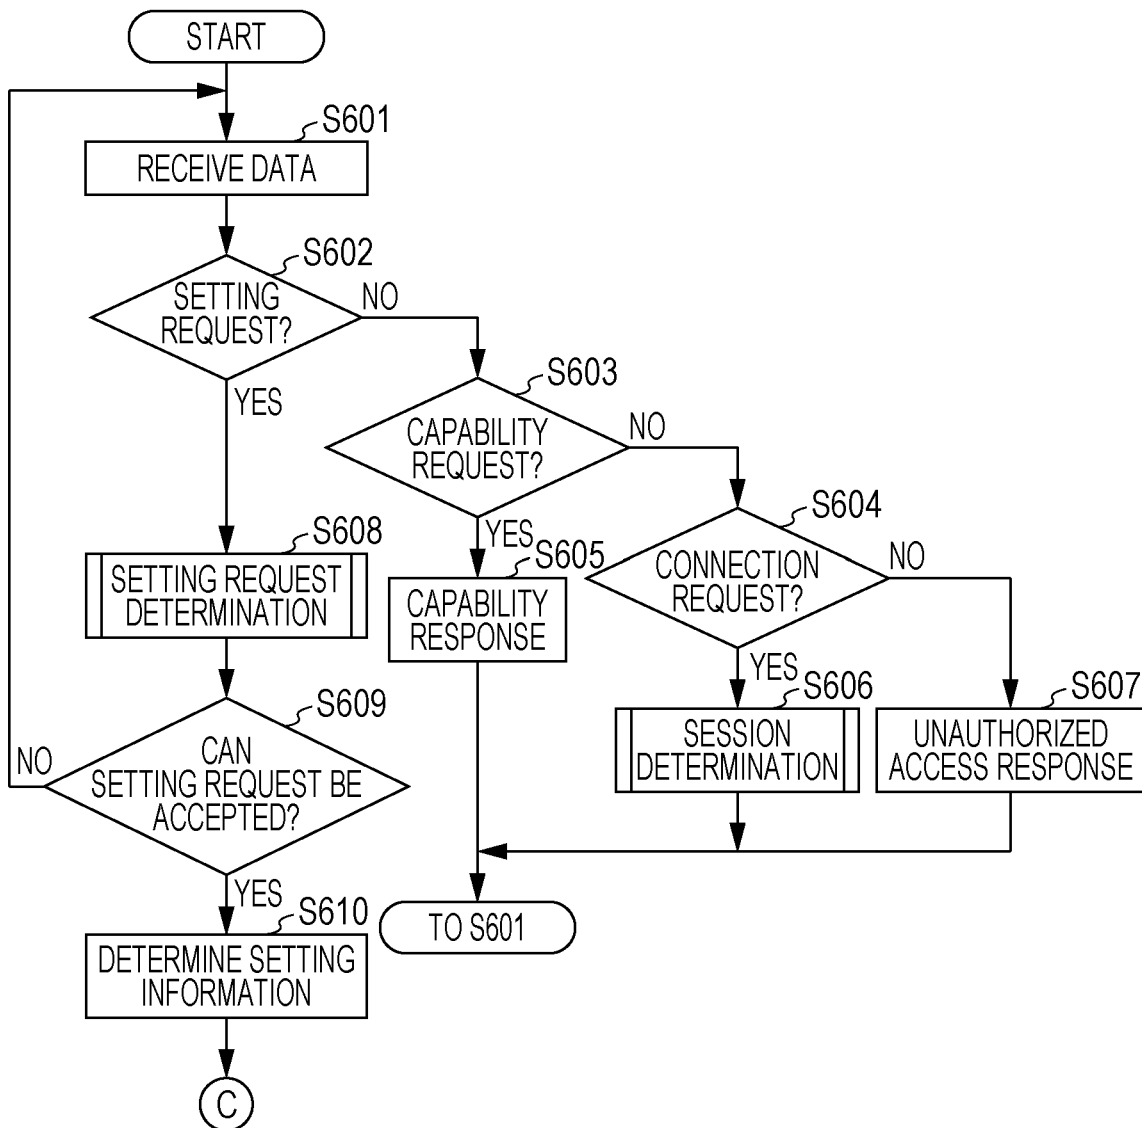 START
S601
RECEIVE DATA
S602
SETTING
REQUEST?
NO
YES
S603
CAPABILITY
REQUEST?
NO
YES
S604
CONNECTION
REQUEST?
NO
YES
S605
CAPABILITY
RESPONSE
S606
SESSION
DETERMINATION
S607
UNAUTHORIZED
ACCESS RESPONSE
S608
SETTING REQUEST
DETERMINATION
S609
CAN
SETTING REQUEST BE
ACCEPTED?
NO
YES
S610
DETERMINE SETTING
INFORMATION
TO S601
C